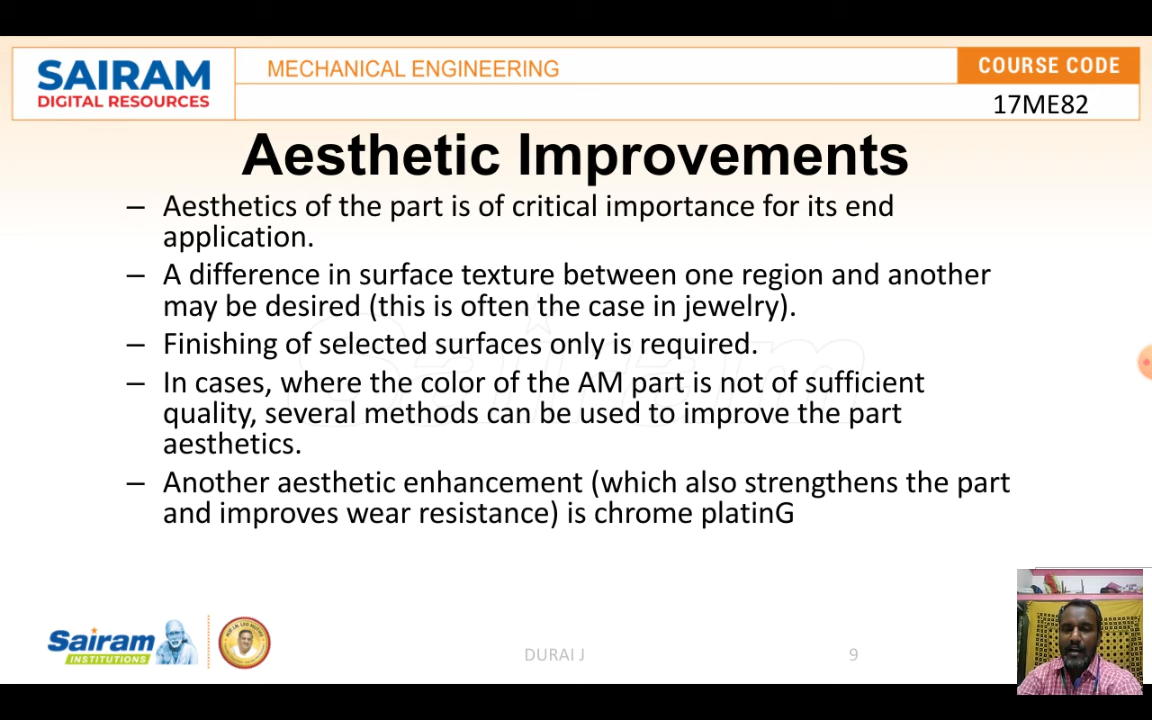 SAIRAM
DIGITAL RESOURCES
MECHANICAL ENGINEERING
COURSE CODE
17ME82
Aesthetic Improvements
– Aesthetics of the part is of critical importance for its end
application.
– A difference in surface texture between one region and another
may be desired (this is often the case in jewelry).
– Finishing of selected surfaces only is required.
– In cases, where the color of the AM part is not of sufficient
quality, several methods can be used to improve the part
aesthetics.
– Another aesthetic enhancement (which also strengthens the part
and improves wear resistance) is chrome platinG
Sairam
Sairam
INSTITUTIONS
DURAI J
9